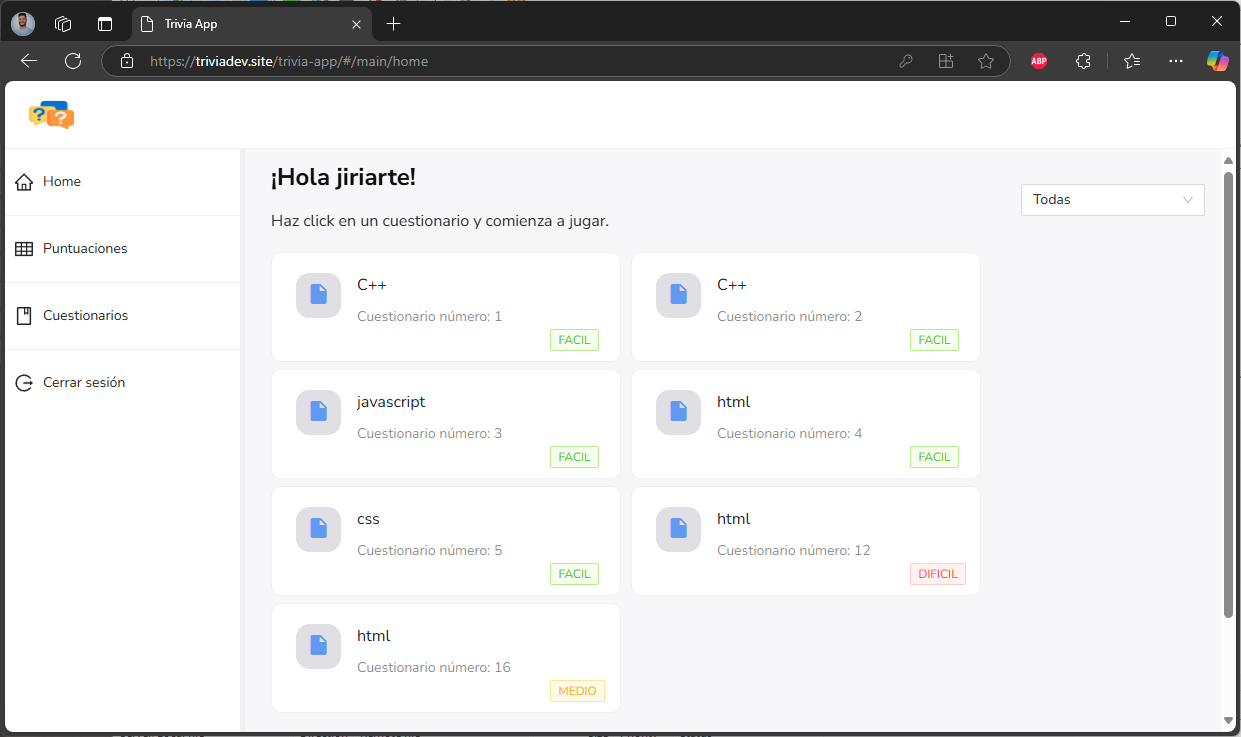 Trivia App
https://triviadev.site/trivia-app/#/main/home
ABP
? ?
Home
Puntuaciones
Cuestionarios
Cerrar sesión
¡Hola jiriarte!
Haz click en un cuestionario y comienza a jugar.
Todas
C++
Cuestionario número: 1
FACIL
C++
Cuestionario número: 2
FACIL
javascript
Cuestionario número: 3
FACIL
html
Cuestionario número: 4
FACIL
css
Cuestionario número: 5
FACIL
html
Cuestionario número: 12
DIFICIL
html
Cuestionario número: 16
MEDIO